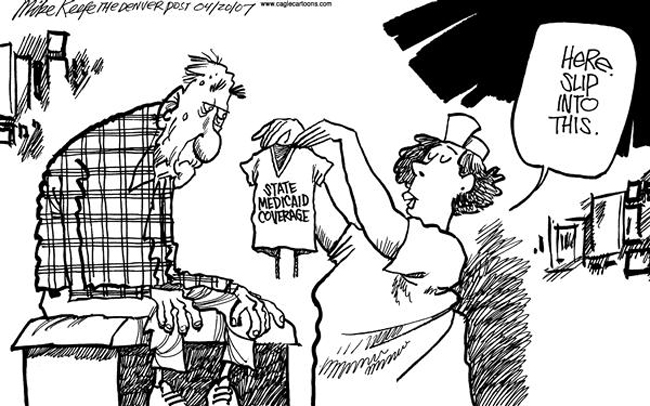 Mike Keefe THE DENVER POST 04/20/07
www.caglecartoons.com
HERE.
SLIP
INTO
THIS.
STATE
MEDICAID
COVERAGE